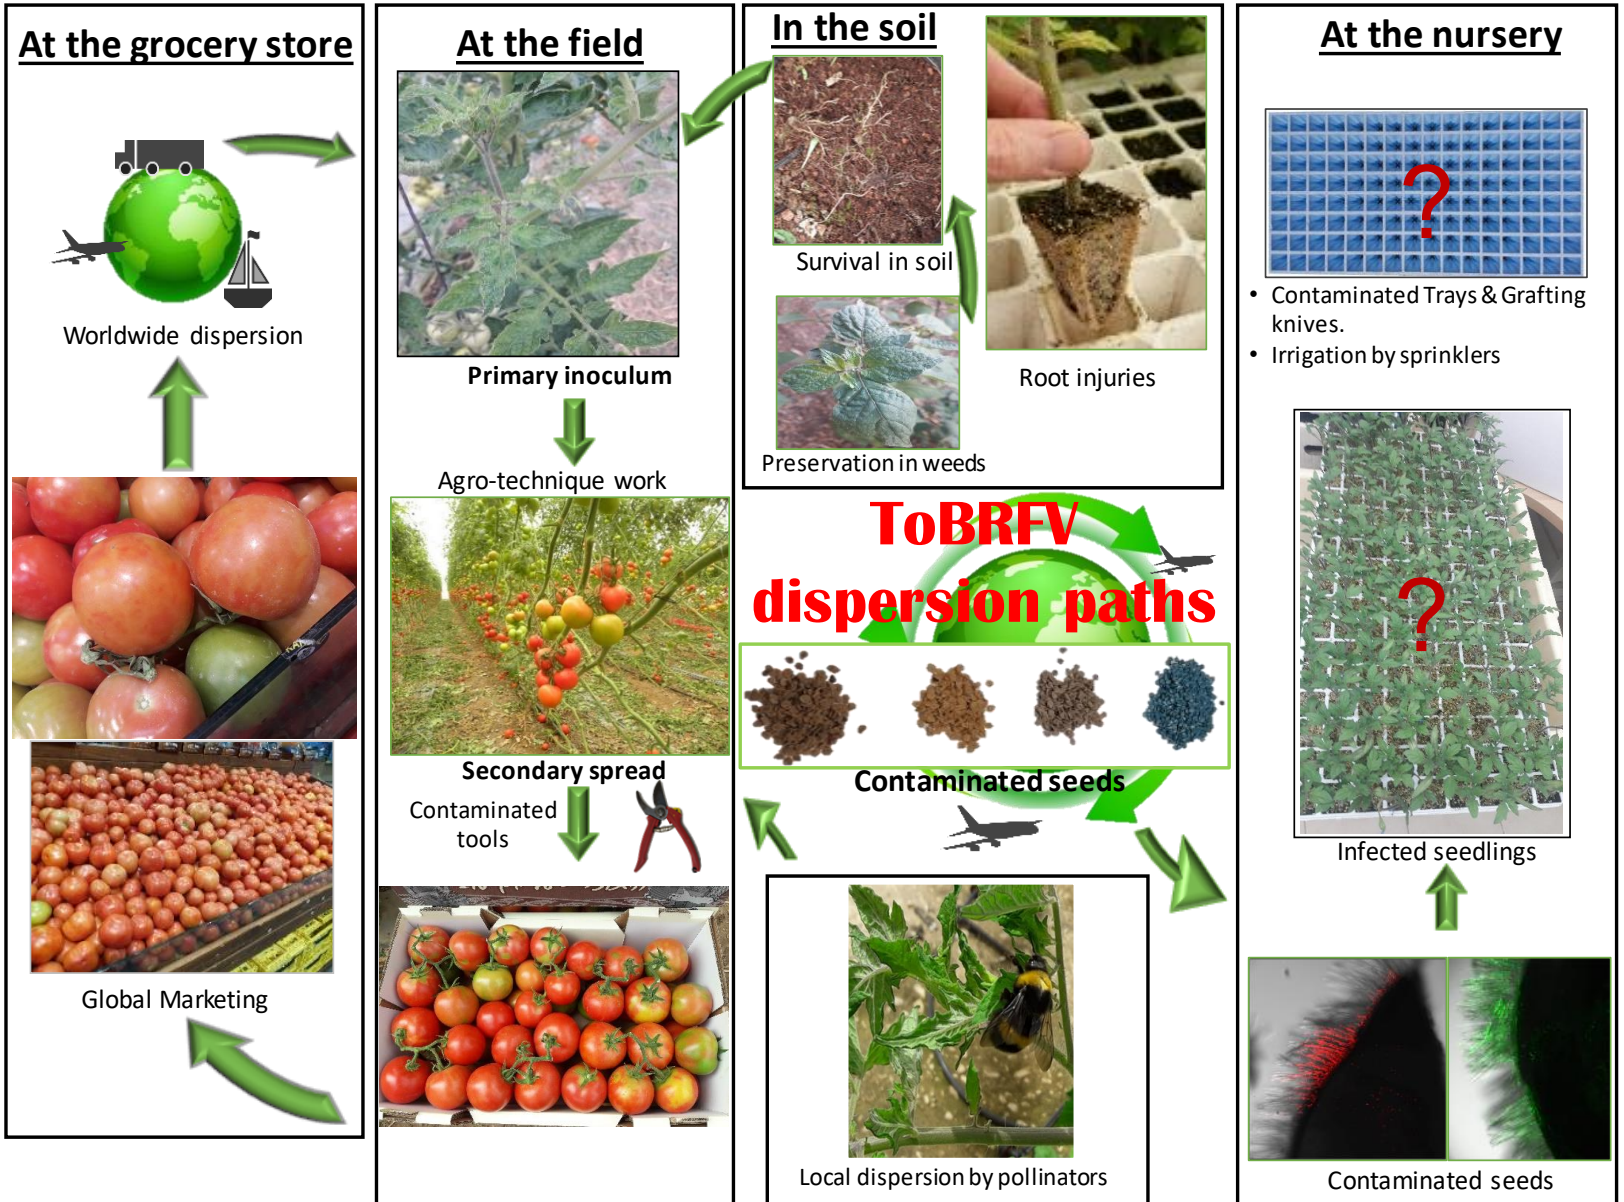 At the grocery store
Worldwide dispersion
Global Marketing
At the field
Primary inoculum
Agro-technique work
Secondary spread
Contaminated
tools
In the soil
Survival in soil
Preservation in weeds
Root injuries
ToBRFV
dispersion paths
Contaminated seeds
Local dispersion by pollinators
At the nursery
?
• Contaminated Trays & Grafting
knives.
• Irrigation by sprinklers
?
Infected seedlings
Contaminated seeds